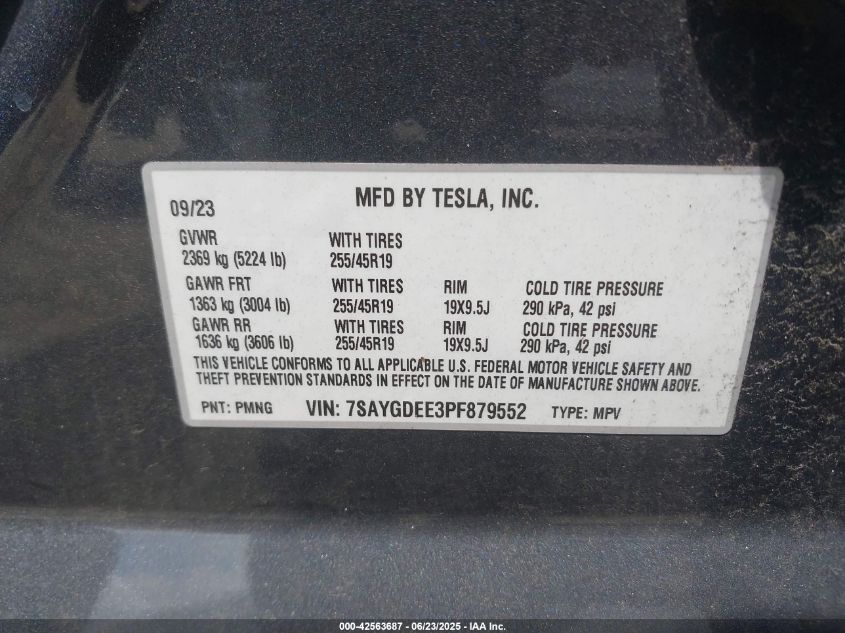 MFD BY TESLA, INC.
09/23
GVWR WITH TIRES
2369 kg (5224 lb) 255/45R19
GAWR FRT WITH TIRES RIM COLD TIRE PRESSURE
1363 kg (3004 lb) 255/45R19 19X9.5J 290 kPa, 42 psi
GAWR RR WITH TIRES RIM COLD TIRE PRESSURE
1636 kg (3606 lb) 255/45R19 19X9.5J 290 kPa, 42 psi
THIS VEHICLE CONFORMS TO ALL APPLICABLE U.S. FEDERAL MOTOR VEHICLE SAFETY AND
THEFT PREVENTION STANDARDS IN EFFECT ON THE DATE OF MANUFACTURE SHOWN ABOVE.
PNT: PMNG VIN: 7SAYGDEE3PF879552 TYPE: MPV
000-42563687 - 06/23/2025 - IAA Inc.